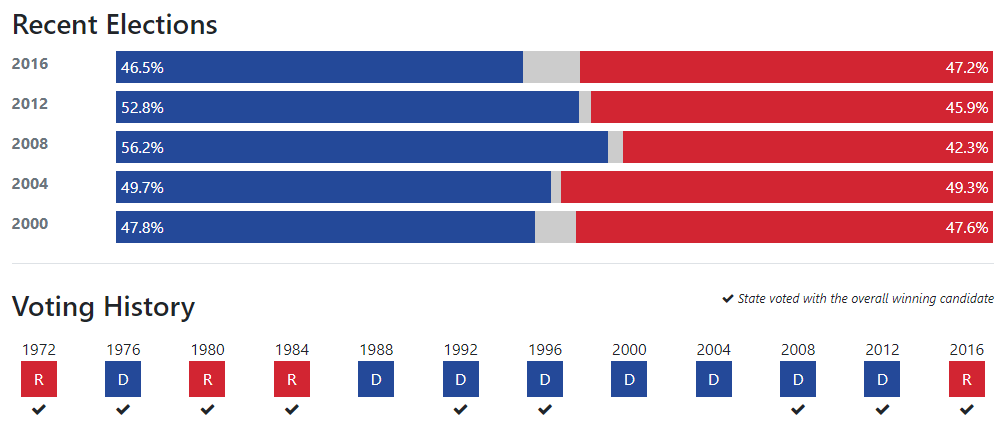 Recent Elections
2016 46.5% 47.2%
2012 52.8% 45.9%
2008 56.2% 42.3%
2004 49.7% 49.3%
2000 47.8% 47.6%
Voting History ✔ State voted with the overall winning candidate
1972 1976 1980 1984 1988 1992 1996 2000 2004 2008 2012 2016
R D R R D D D D D D D R
✔ ✔ ✔ ✔ ✔ ✔ ✔ ✔ ✔